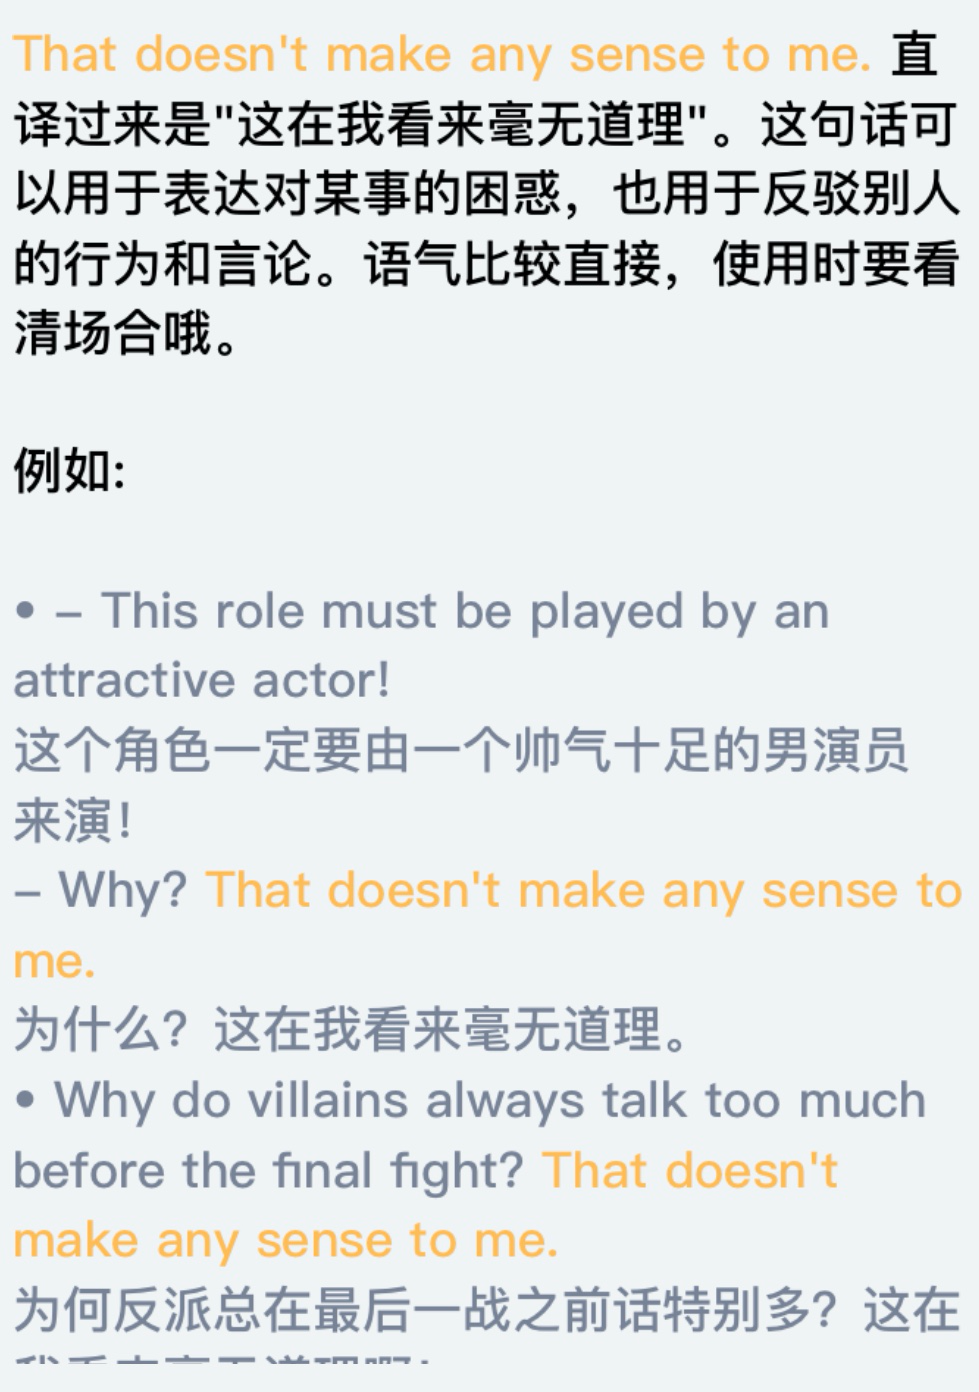 That doesn't make any sense to me. 直
译过来是"这在我看来毫无道理"。这句话可
以用于表达对某事的困惑，也用于反驳别人
的行为和言论。语气比较直接，使用时要看
清场合哦。
例如:
• – This role must be played by an
attractive actor!
这个角色一定要由一个帅气十足的男演员
来演！
– Why? That doesn't make any sense to
me.
为什么？这在我看来毫无道理。
• Why do villains always talk too much
before the final fight? That doesn't
make any sense to me.
为何反派总在最后一战之前话特别多？这在